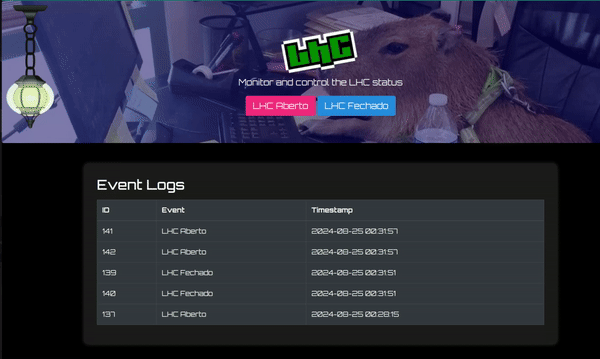 LHC
Monitor and control the LHC status
LHC Aberto LHC Fechado
Event Logs
ID Event Timestamp
141 LHC Aberto 2024-08-25 00:31:57
142 LHC Aberto 2024-08-25 00:31:57
139 LHC Fechado 2024-08-25 00:31:51
140 LHC Fechado 2024-08-25 00:31:51
137 LHC Aberto 2024-08-25 00:28:15